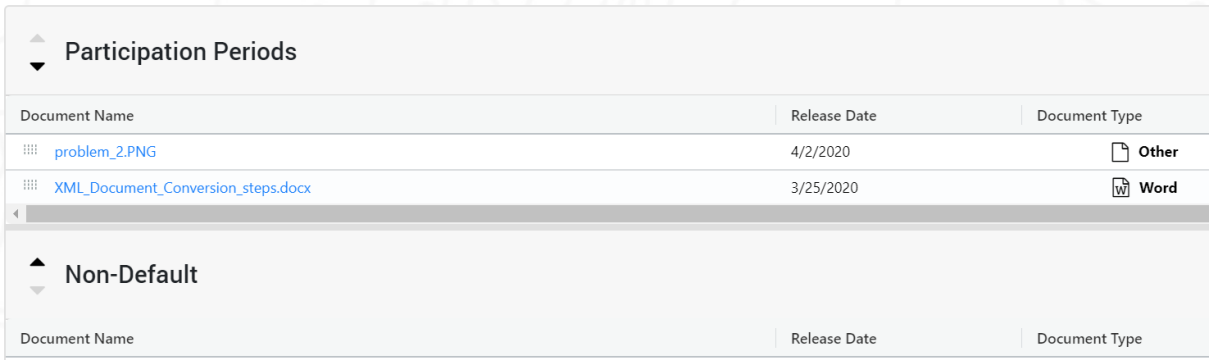 Participation Periods
Document Name Release Date Document Type
problem_2.PNG 4/2/2020 Other
XML_Document_Conversion_steps.docx 3/25/2020 Word
Non-Default
Document Name Release Date Document Type